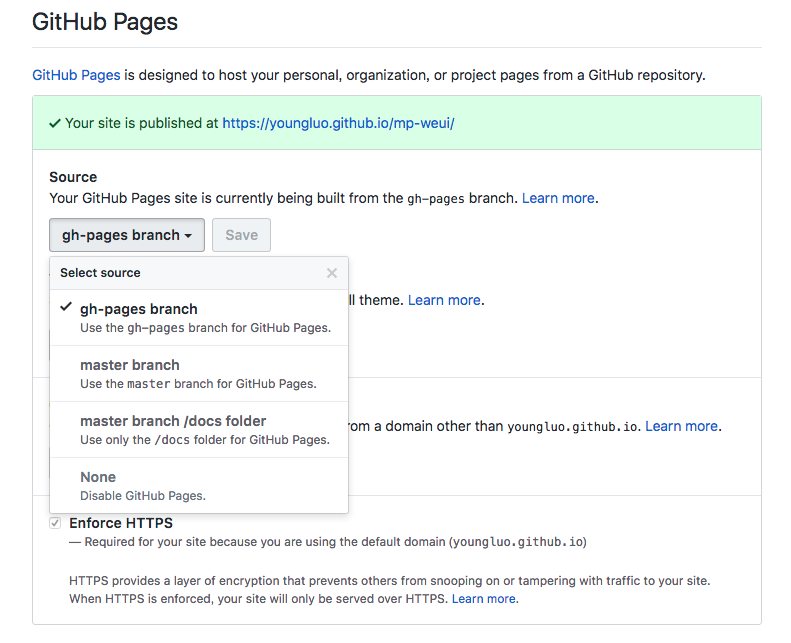 GitHub Pages
GitHub Pages is designed to host your personal, organization, or project pages from a GitHub repository.
Your site is published at https://youngluo.github.io/mp-weui/
Source
Your GitHub Pages site is currently being built from the gh-pages branch. Learn more.
gh-pages branch
Save
Select source
gh-pages branch
Use the gh-pages branch for GitHub Pages.
master branch
Use the master branch for GitHub Pages.
master branch /docs folder
Use only the /docs folder for GitHub Pages.
None
Disable GitHub Pages.
ll theme. Learn more.
rom a domain other than youngluo.github.io. Learn more.
Enforce HTTPS
— Required for your site because you are using the default domain (youngluo.github.io)
HTTPS provides a layer of encryption that prevents others from snooping on or tampering with traffic to your site.
When HTTPS is enforced, your site will only be served over HTTPS. Learn more.